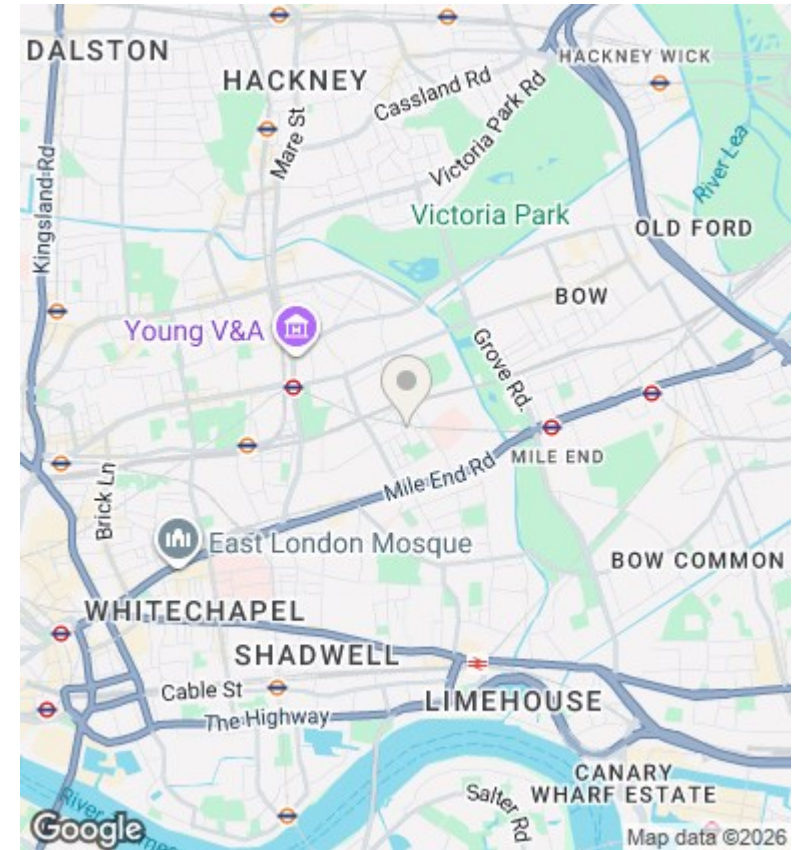 DALSTON
HACKNEY
HACKNEY WICK
Cassland Rd
Mare St
Victoria Park Rd
River Lea
Kingsland Rd
Victoria Park
OLD FORD
BOW
Young V&A
Grove Rd.
MILE END
Mile End Rd
Brick Ln
East London Mosque
BOW COMMON
WHITECHAPEL
SHADWELL
Cable St
LIMEHOUSE
The Highway
CANARY
WHARF ESTATE
Salter Rd
River
Google
Map data ©2026